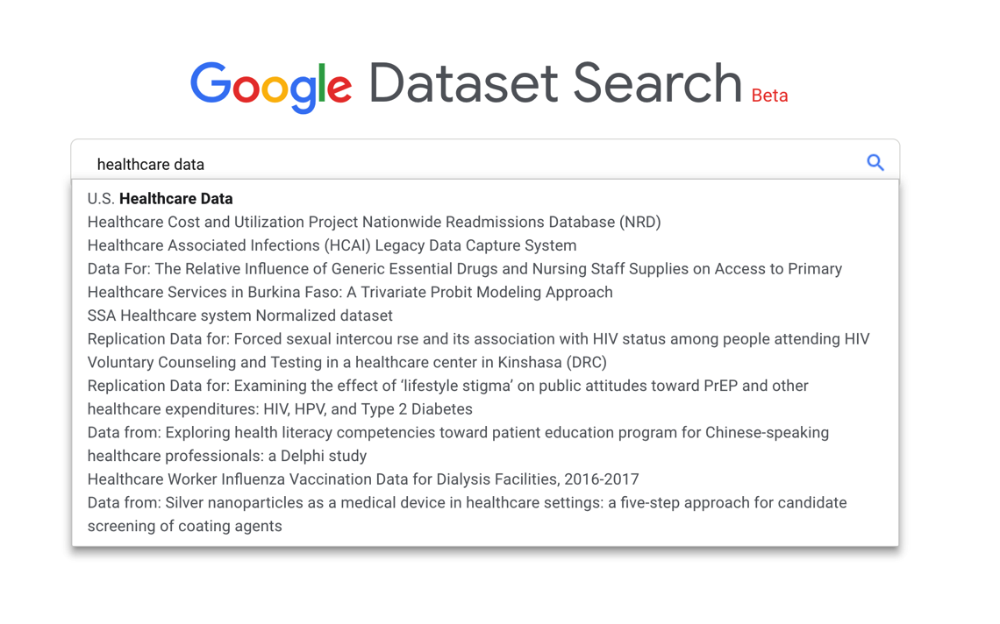 Google Dataset Search Beta
healthcare data
U.S. Healthcare Data
Healthcare Cost and Utilization Project Nationwide Readmissions Database (NRD)
Healthcare Associated Infections (HCAI) Legacy Data Capture System
Data For: The Relative Influence of Generic Essential Drugs and Nursing Staff Supplies on Access to Primary
Healthcare Services in Burkina Faso: A Trivariate Probit Modeling Approach
SSA Healthcare system Normalized dataset
Replication Data for: Forced sexual intercou rse and its association with HIV status among people attending HIV
Voluntary Counseling and Testing in a healthcare center in Kinshasa (DRC)
Replication Data for: Examining the effect of ‘lifestyle stigma’ on public attitudes toward PrEP and other
healthcare expenditures: HIV, HPV, and Type 2 Diabetes
Data from: Exploring health literacy competencies toward patient education program for Chinese-speaking
healthcare professionals: a Delphi study
Healthcare Worker Influenza Vaccination Data for Dialysis Facilities, 2016-2017
Data from: Silver nanoparticles as a medical device in healthcare settings: a five-step approach for candidate
screening of coating agents